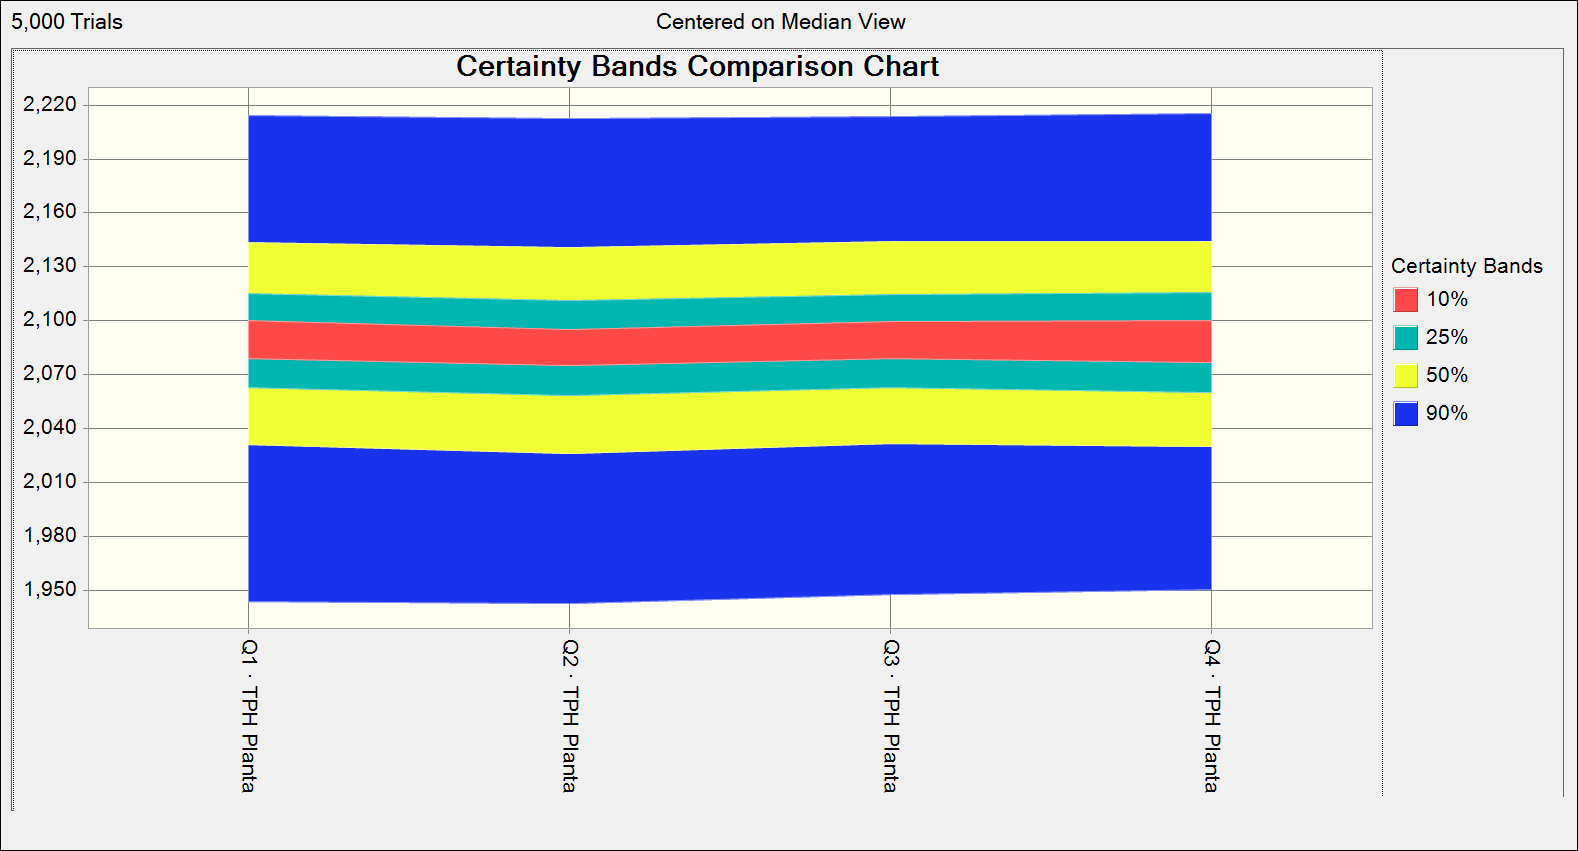 5,000 Trials
Centered on Median View
Certainty Bands Comparison Chart
2,220
2,190
2,160
2,130
2,100
2,070
2,040
2,010
1,980
1,950
Q1 · TPH Planta
Q2 · TPH Planta
Q3 · TPH Planta
Q4 · TPH Planta
Certainty Bands
10%
25%
50%
90%